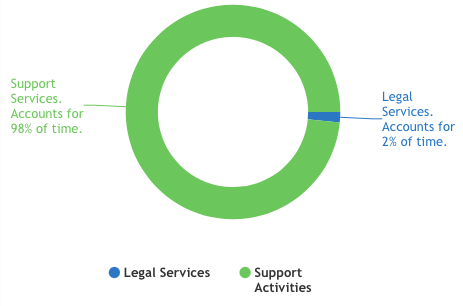 Support
Services.
Accounts for
98% of time.
Legal
Services.
Accounts for
2% of time.
Legal Services
Support
Activities